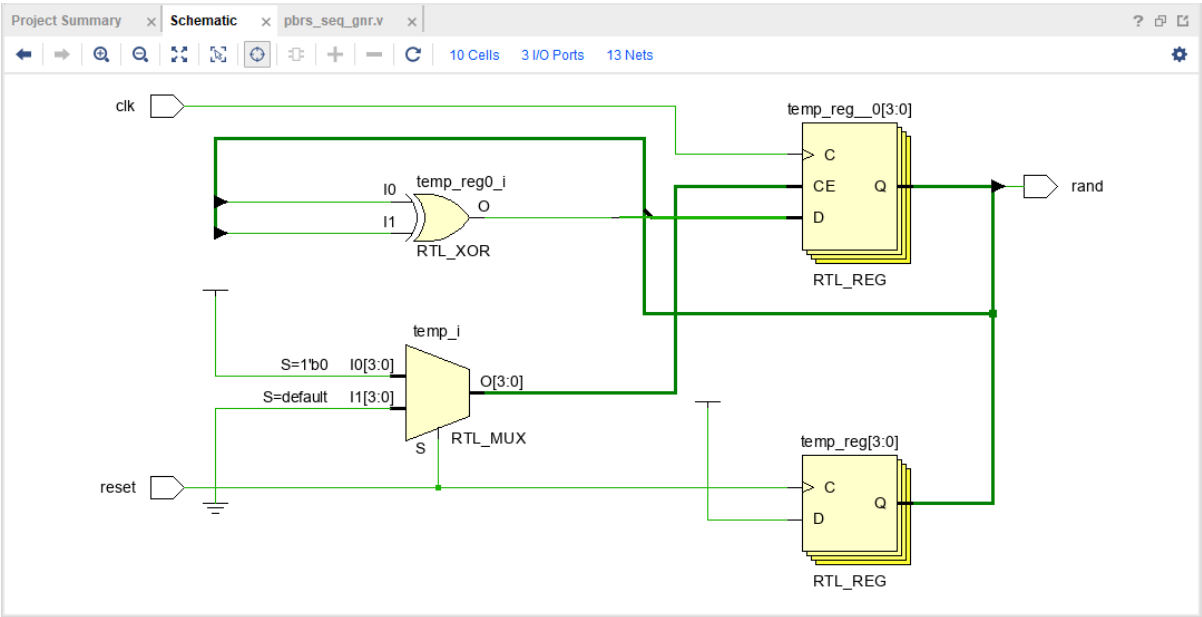 Project Summary × Schematic × pbrs_seq_gnr.v × ?
10 Cells 3 I/O Ports 13 Nets
clk
temp_reg__0[3:0]
C
CE Q
D
RTL_REG
rand
temp_reg0_i
I0
I1
O
RTL_XOR
temp_i
S=1'b0 I0[3:0]
S=default I1[3:0]
O[3:0]
S
RTL_MUX
reset
temp_reg[3:0]
C
Q
D
RTL_REG